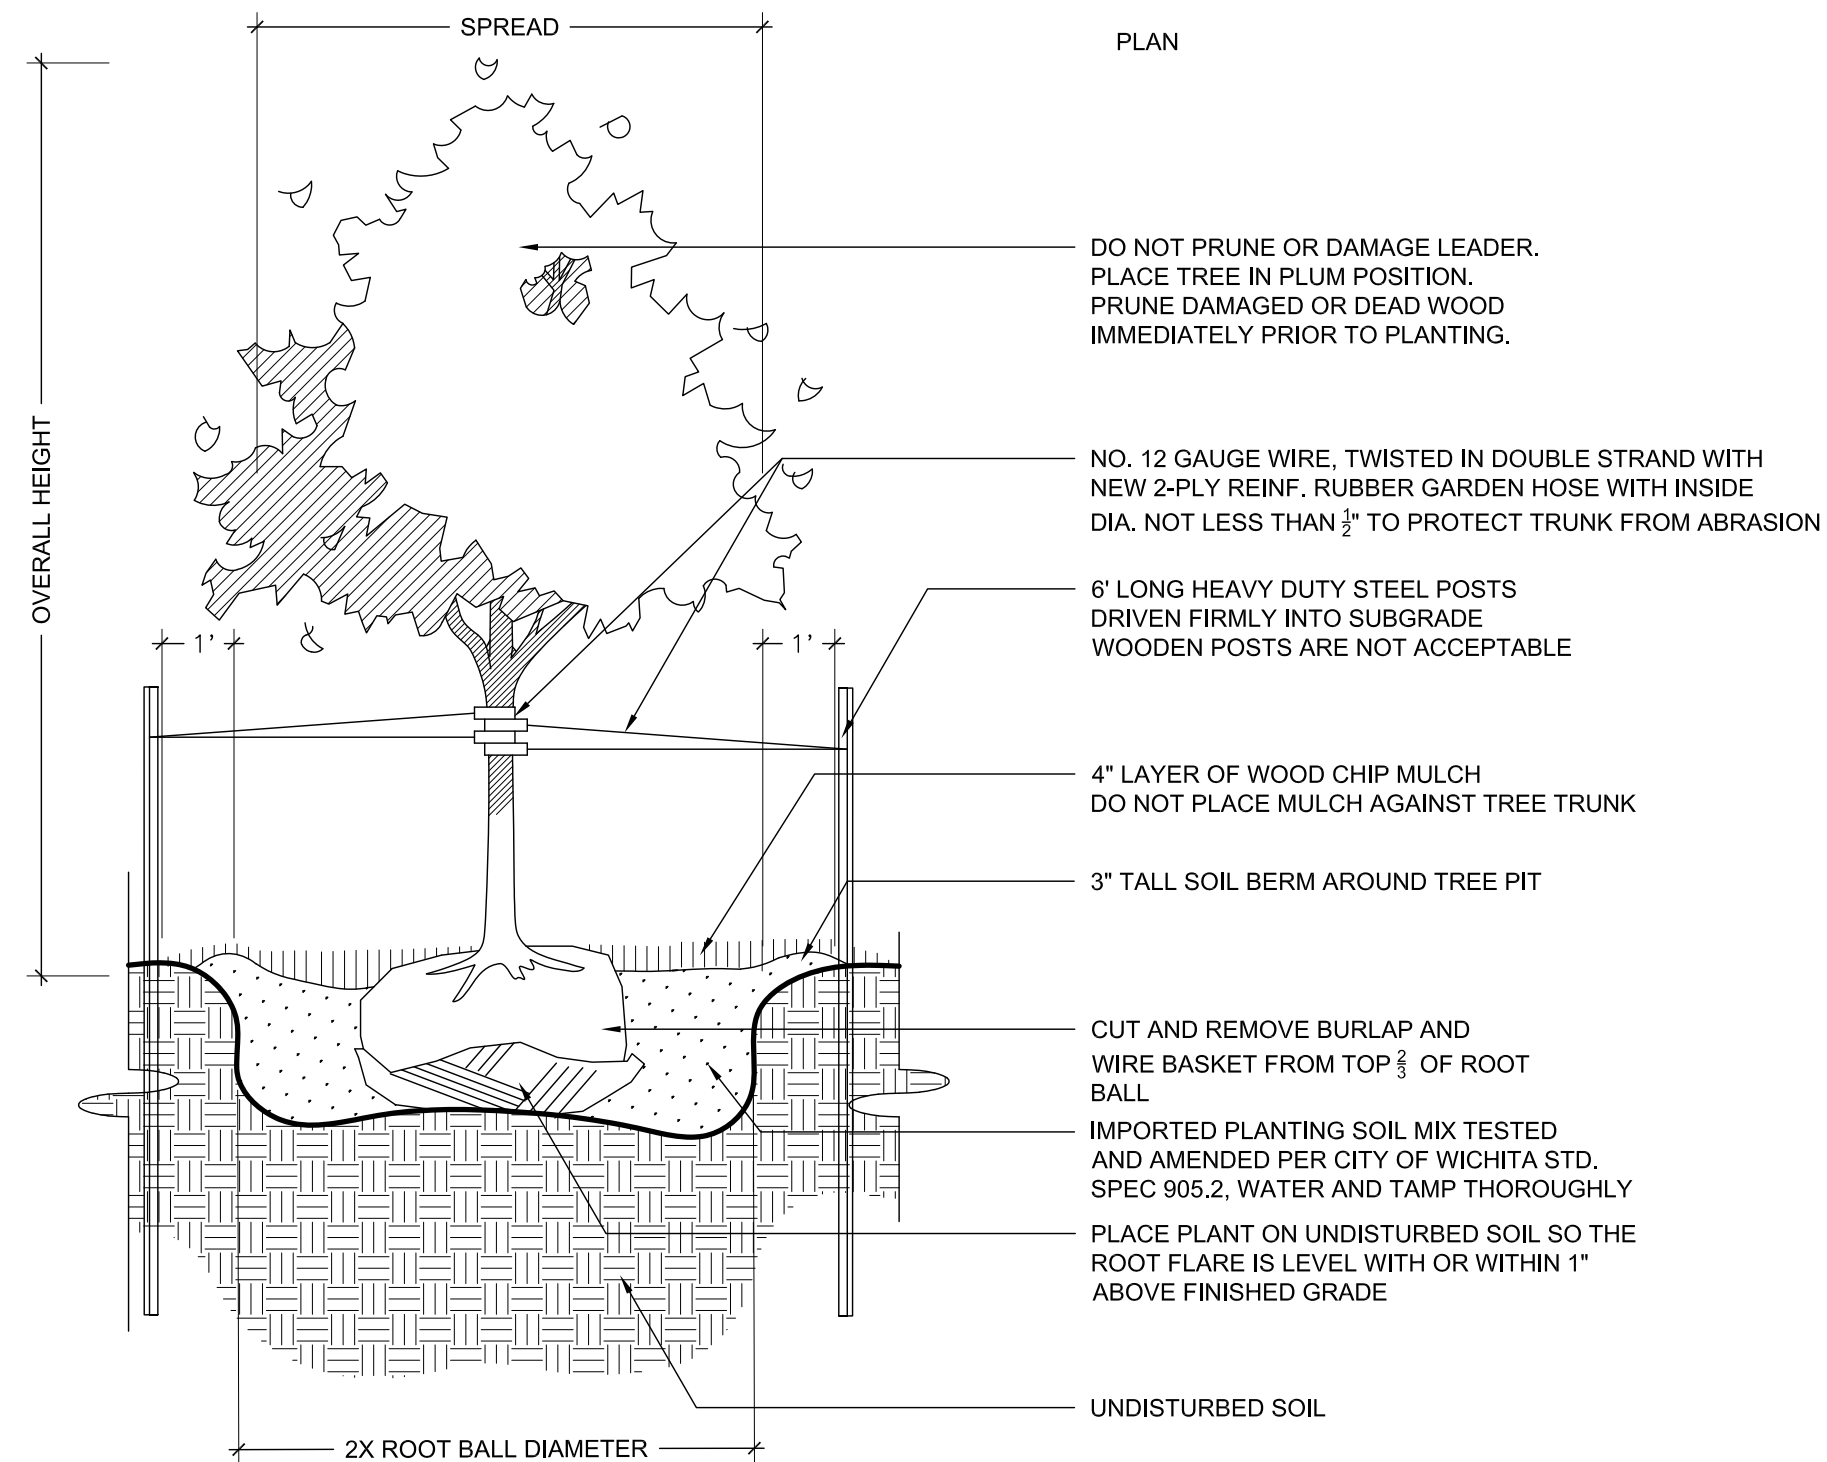 SPREAD
PLAN
OVERALL HEIGHT
DO NOT PRUNE OR DAMAGE LEADER.
PLACE TREE IN PLUM POSITION.
PRUNE DAMAGED OR DEAD WOOD
IMMEDIATELY PRIOR TO PLANTING.
NO. 12 GAUGE WIRE, TWISTED IN DOUBLE STRAND WITH
NEW 2-PLY REINF. RUBBER GARDEN HOSE WITH INSIDE
DIA. NOT LESS THAN 1/2" TO PROTECT TRUNK FROM ABRASION
6' LONG HEAVY DUTY STEEL POSTS
DRIVEN FIRMLY INTO SUBGRADE
WOODEN POSTS ARE NOT ACCEPTABLE
1'
1'
4" LAYER OF WOOD CHIP MULCH
DO NOT PLACE MULCH AGAINST TREE TRUNK
3" TALL SOIL BERM AROUND TREE PIT
CUT AND REMOVE BURLAP AND
WIRE BASKET FROM TOP 2/3 OF ROOT
BALL
IMPORTED PLANTING SOIL MIX TESTED
AND AMENDED PER CITY OF WICHITA STD.
SPEC 905.2, WATER AND TAMP THOROUGHLY
PLACE PLANT ON UNDISTURBED SOIL SO THE
ROOT FLARE IS LEVEL WITH OR WITHIN 1"
ABOVE FINISHED GRADE
UNDISTURBED SOIL
2X ROOT BALL DIAMETER